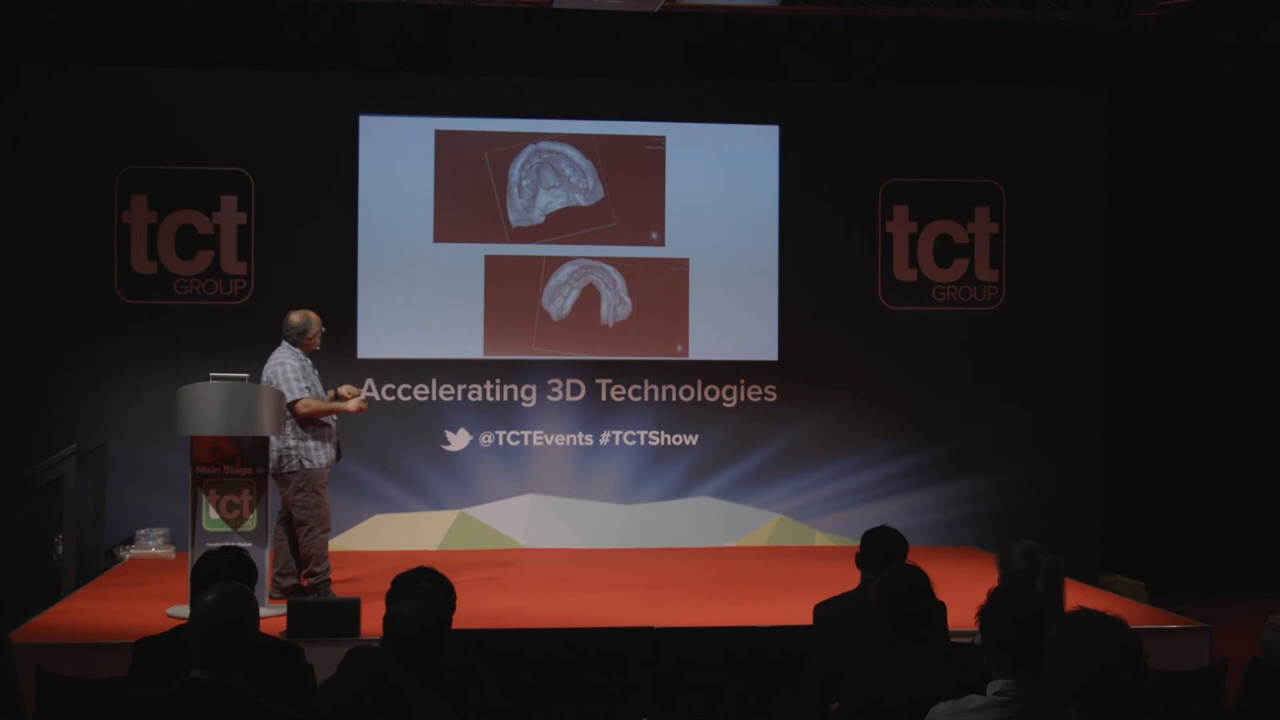 tct
GROUP
tct
GROUP
Accelerating 3D Technologies
@TCTEvents #TCTShow
Main Stage @
tct